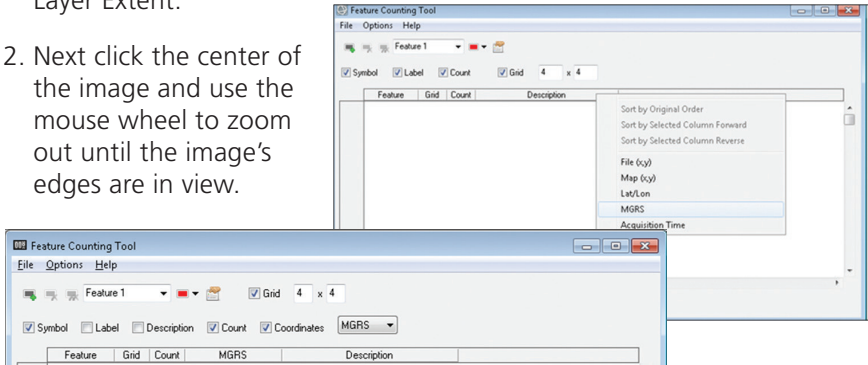 Layer Extent.
2. Next click the center of
the image and use the
mouse wheel to zoom
out until the image's
edges are in view.
Feature Counting Tool
File Options Help
Feature 1
Symbol Label Count Grid 4 x 4
Feature Grid Count Description
Sort by Original Order
Sort by Selected Column Forward
Sort by Selected Column Reverse
File (x,y)
Map (x,y)
Lat/Lon
MGRS
Acquisition Time
Feature Counting Tool
File Options Help
Feature 1 Grid 4 x 4
Symbol Label Description Count Coordinates MGRS
Feature Grid Count MGRS Description